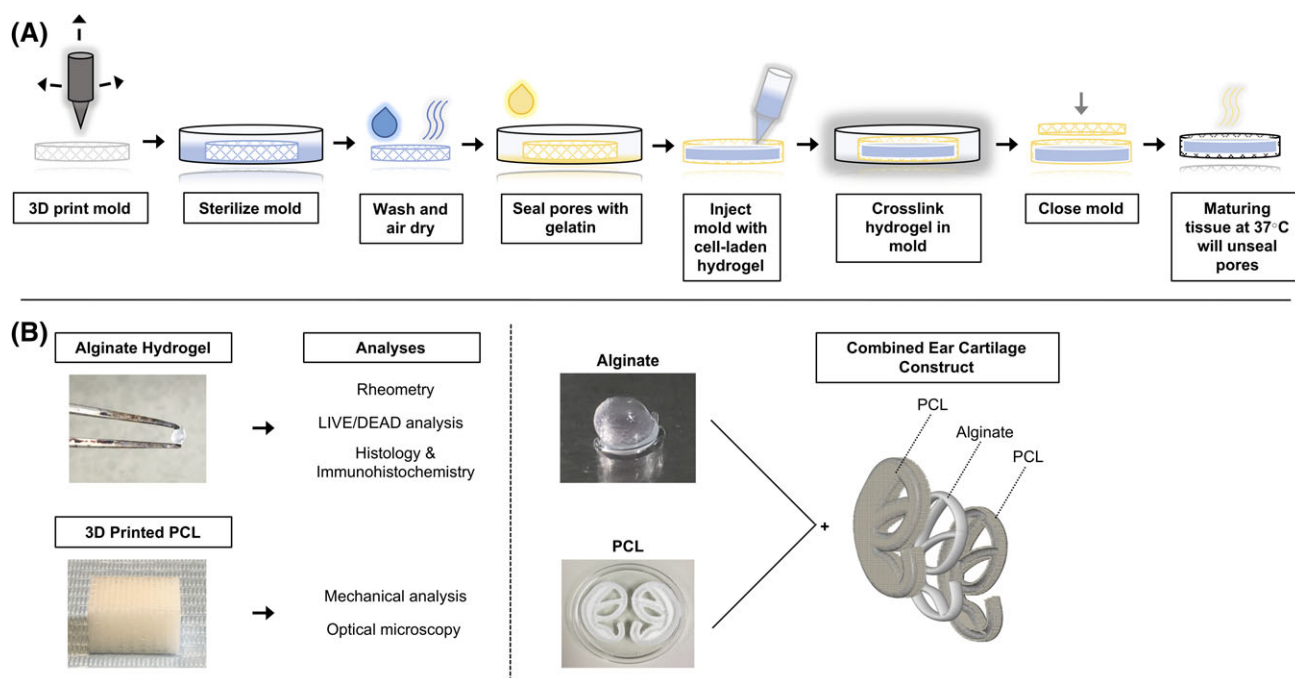 (A)
3D print mold
Sterilize mold
Wash and
air dry
Seal pores with
gelatin
Inject
mold with
cell-laden
hydrogel
Crosslink
hydrogel in
mold
Close mold
Maturing
tissue at 37°C
will unseal
pores
(B)
Alginate Hydrogel
Analyses
Rheometry
LIVE/DEAD analysis
Histology &
Immunohistochemistry
3D Printed PCL
Mechanical analysis
Optical microscopy
Alginate
PCL
+
Combined Ear Cartilage
Construct
PCL
Alginate
PCL